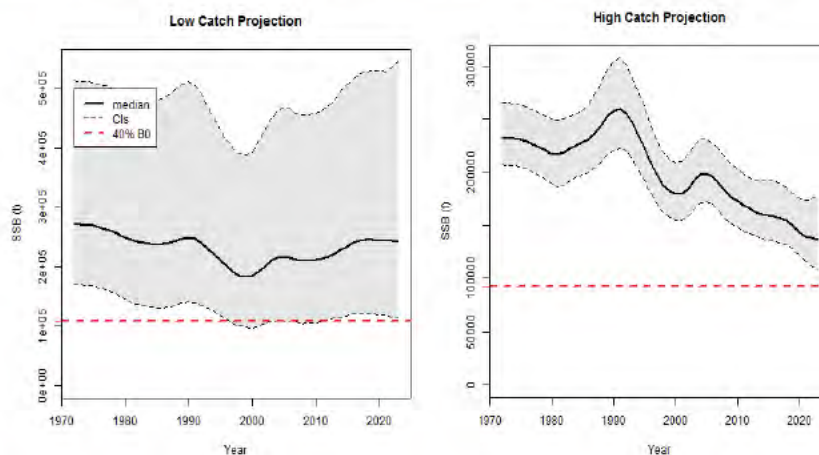 Low Catch Projection
5e+05
4e+05
3e+05
2e+05
1e+05
0e+00
SSB (t)
median
CIs
40% B0
1970 1980 1990 2000 2010 2020
Year
High Catch Projection
300000
200000
100000
50000
0
SSB (t)
1970 1980 1990 2000 2010 2020
Year